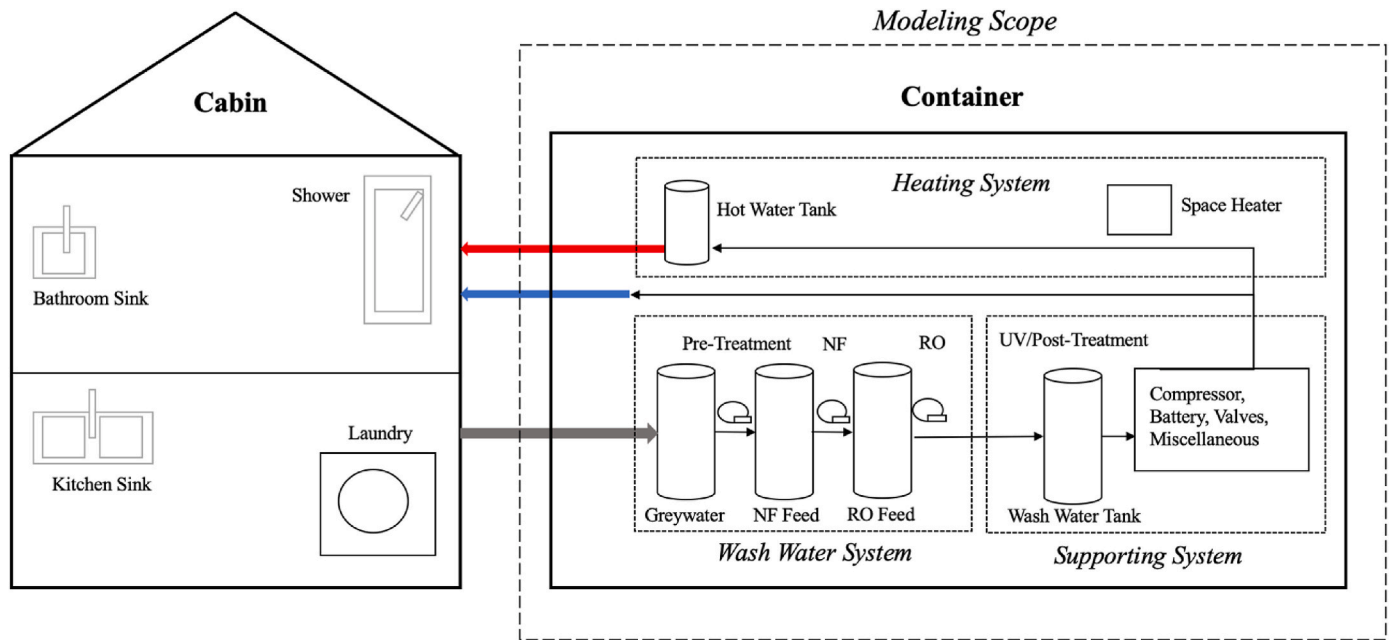 Modeling Scope
Cabin
Container
Shower
Bathroom Sink
Kitchen Sink
Laundry
Heating System
Hot Water Tank
Space Heater
Pre-Treatment
NF
RO
Greywater
NF Feed
RO Feed
Wash Water System
UV/Post-Treatment
Compressor,
Battery, Valves,
Miscellaneous
Wash Water Tank
Supporting System